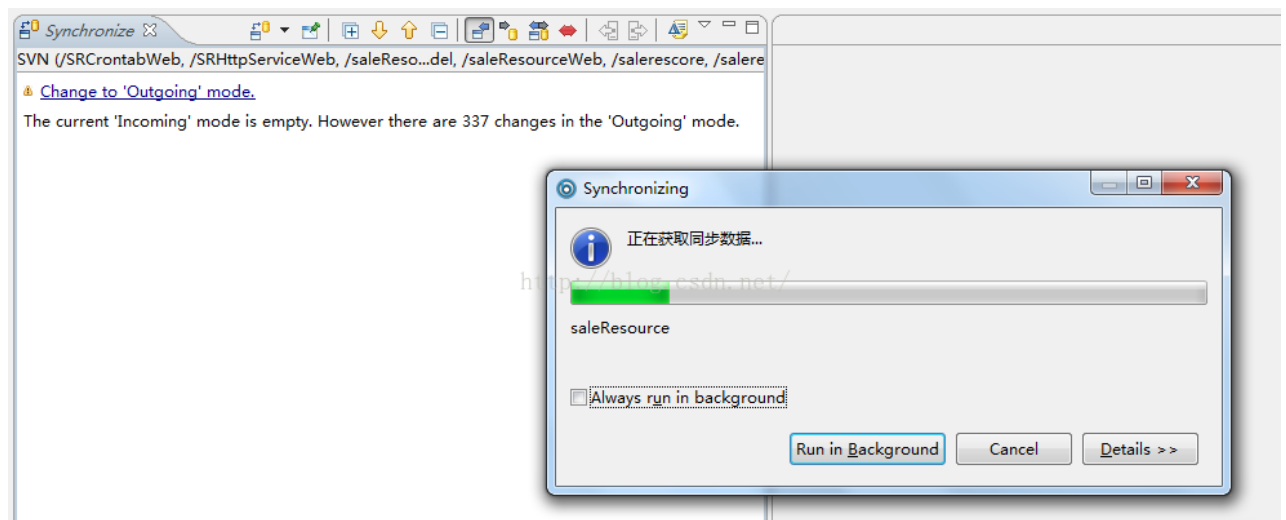 Synchronize
SVN (/SRCrontabWeb, /SRHttpServiceWeb, /saleReso...del, /saleResourceWeb, /salerescore, /salere
Change to 'Outgoing' mode.
The current 'Incoming' mode is empty. However there are 337 changes in the 'Outgoing' mode.
Synchronizing
正在获取同步数据...
http://blog.csdn.net/
saleResource
Always run in background
Run in Background
Cancel
Details >>